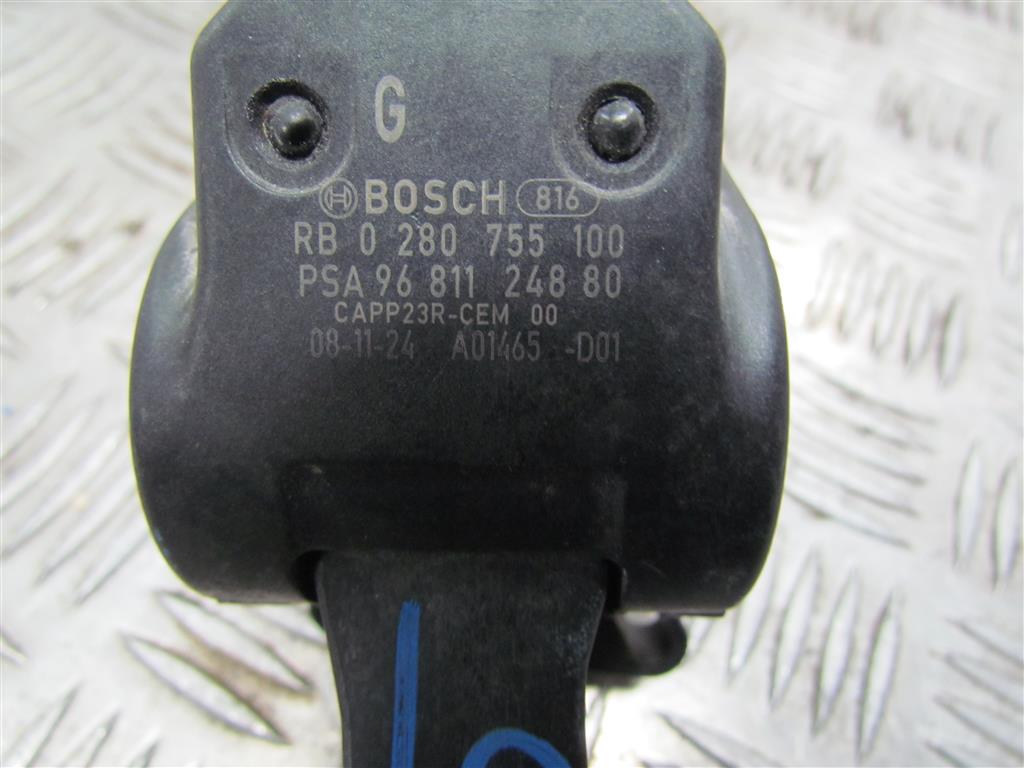 G
BOSCH 816
RB 0 280 755 100
PSA 96 811 248 80
CAPP23R-CEM 00
08-11-24 A01465 -D01